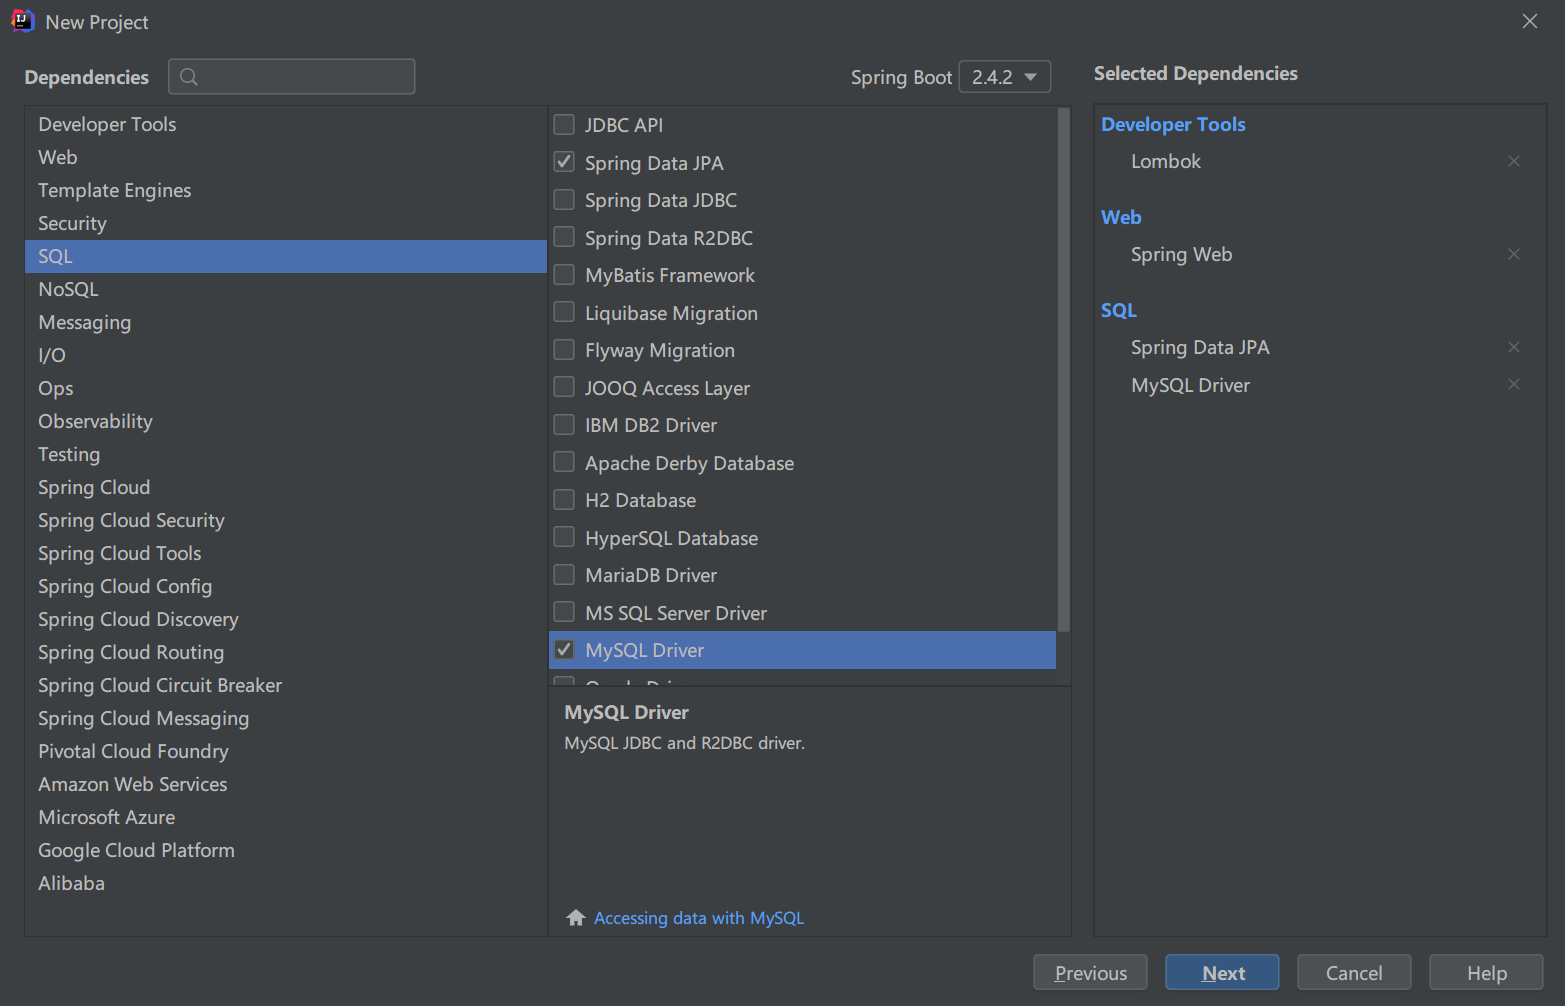 New Project
Dependencies
Spring Boot 2.4.2
Selected Dependencies
Developer Tools
Web
Template Engines
Security
SQL
NoSQL
Messaging
I/O
Ops
Observability
Testing
Spring Cloud
Spring Cloud Security
Spring Cloud Tools
Spring Cloud Config
Spring Cloud Discovery
Spring Cloud Routing
Spring Cloud Circuit Breaker
Spring Cloud Messaging
Pivotal Cloud Foundry
Amazon Web Services
Microsoft Azure
Google Cloud Platform
Alibaba
JDBC API
Spring Data JPA
Spring Data JDBC
Spring Data R2DBC
MyBatis Framework
Liquibase Migration
Flyway Migration
JOOQ Access Layer
IBM DB2 Driver
Apache Derby Database
H2 Database
HyperSQL Database
MariaDB Driver
MS SQL Server Driver
MySQL Driver
MySQL Driver
MySQL JDBC and R2DBC driver.
Accessing data with MySQL
Developer Tools
Lombok
Web
Spring Web
SQL
Spring Data JPA
MySQL Driver
Previous
Next
Cancel
Help